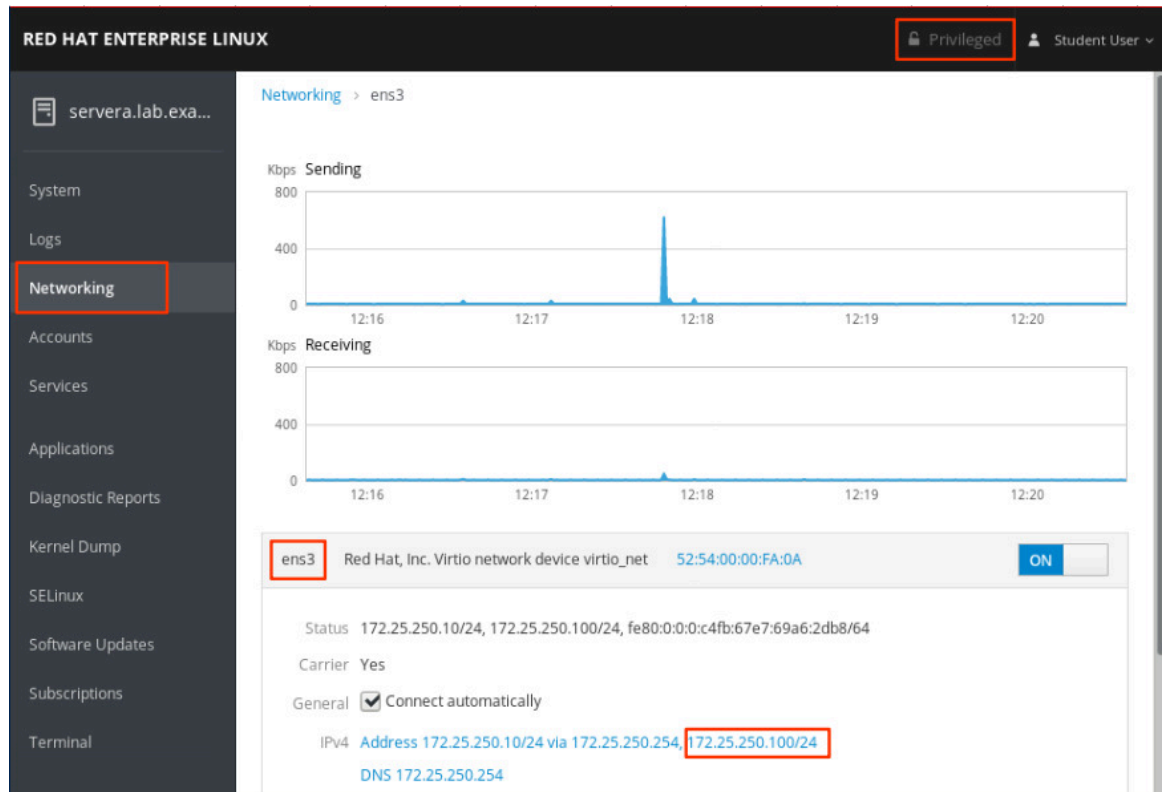 RED HAT ENTERPRISE LINUX
Privileged
Student User
servera.lab.exa...
System
Logs
Networking
Accounts
Services
Applications
Diagnostic Reports
Kernel Dump
SELinux
Software Updates
Subscriptions
Terminal
Networking > ens3
Kbps Sending
800
400
0
12:16 12:17 12:18 12:19 12:20
Kbps Receiving
800
400
0
12:16 12:17 12:18 12:19 12:20
ens3 Red Hat, Inc. Virtio network device virtio_net 52:54:00:00:FA:0A ON
Status 172.25.250.10/24, 172.25.250.100/24, fe80:0:0:0:c4fb:67e7:69a6:2db8/64
Carrier Yes
General Connect automatically
IPv4 Address 172.25.250.10/24 via 172.25.250.254, 172.25.250.100/24
DNS 172.25.250.254